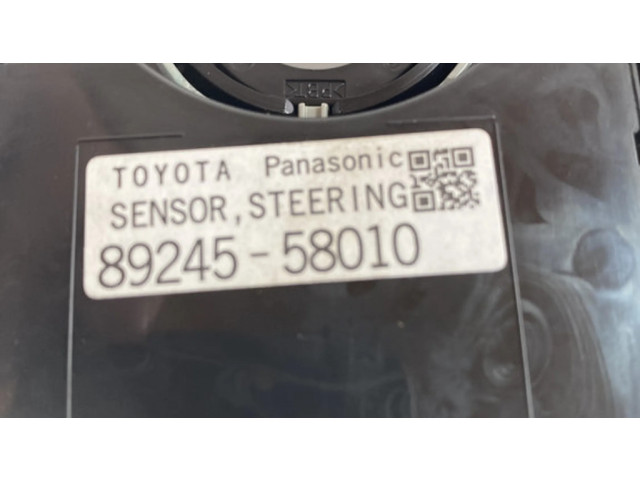 TOYOTA Panasonic
SENSOR, STEERING
89245-58010